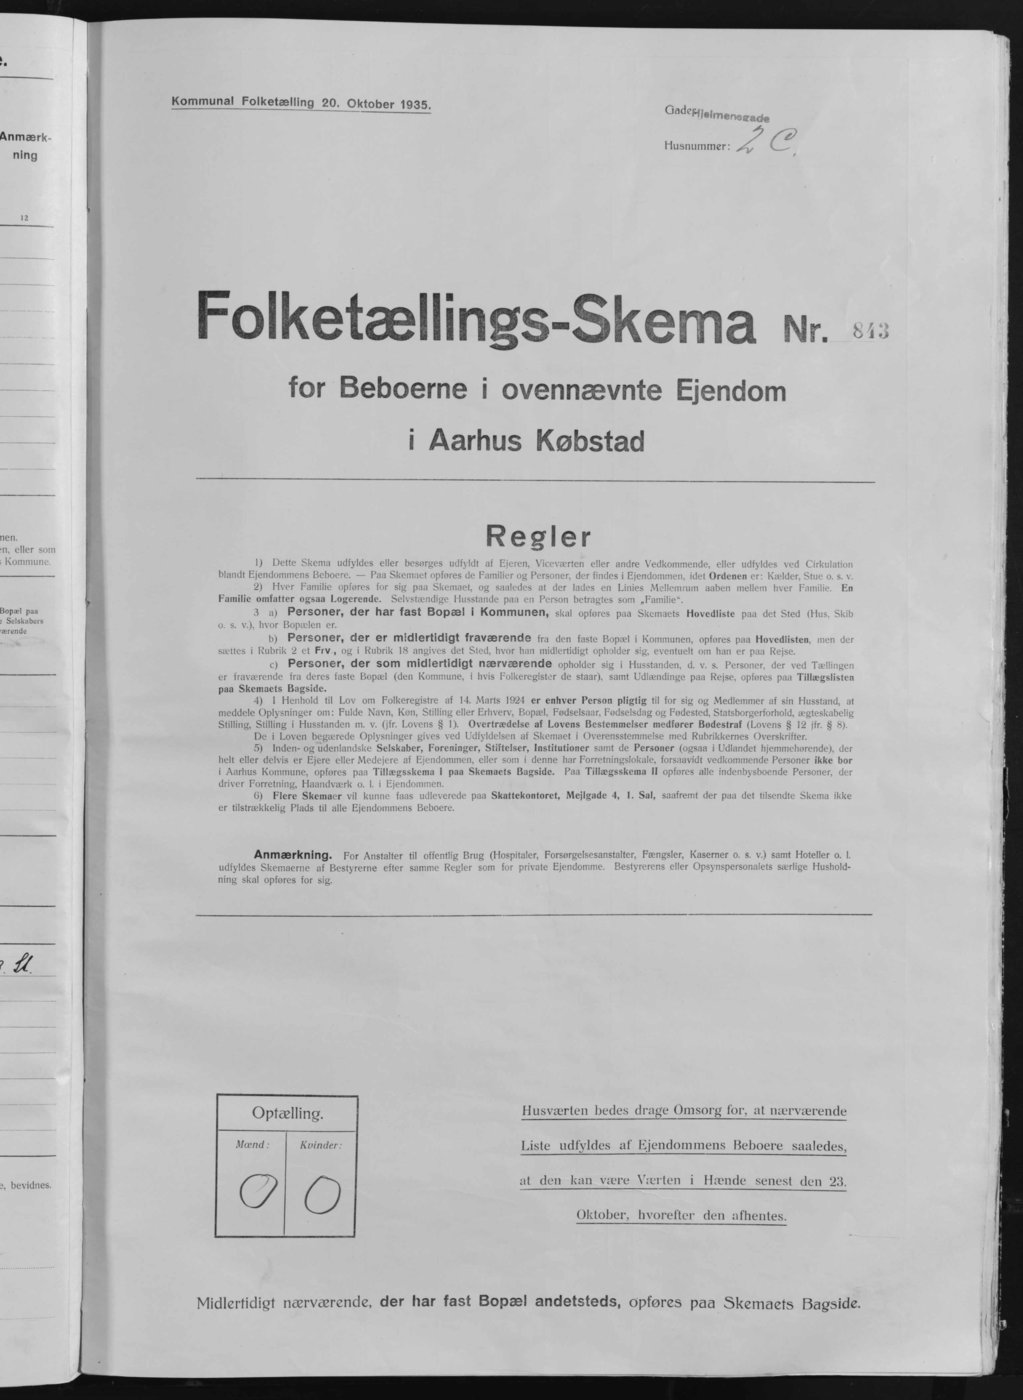 Anmærk-
ning
12
nen.
en, eller som
s Kommune.
Bopæl paa
e Selskabers
værende
St.
e, bevidnes.
Kommunal Folketælling 20. Oktober 1935.
Gade: Hjelmensgade
Husnummer: 2 C.
Folketællings-Skema Nr. 843
for Beboerne i ovennævnte Ejendom
i Aarhus Købstad
Regler
1) Dette Skema udfyldes eller besørges udfyldt af Ejeren, Viceværten eller andre Vedkommende, eller udfyldes ved Cirkulation
blandt Ejendommens Beboere. — Paa Skemaet opføres de Familier og Personer, der findes i Ejendommen, idet Ordenen er: Kælder, Stue o. s. v.
2) Hver Familie opføres for sig paa Skemaet, og saaledes at der lades en Linies Mellemrum aaben mellem hver Familie. En
Familie omfatter ogsaa Logerende. Selvstændige Husstande paa en Person betragtes som „Familie“.
3 a) Personer, der har fast Bopæl i Kommunen, skal opføres paa Skemaets Hovedliste paa det Sted (Hus, Skib
o. s. v.), hvor Bopælen er.
b) Personer, der er midlertidigt fraværende fra den faste Bopæl i Kommunen, opføres paa Hovedlisten, men der
sættes i Rubrik 2 et Frv., og i Rubrik 18 angives det Sted, hvor han midlertidigt opholder sig, eventuelt om han er paa Rejse.
c) Personer, der som midlertidigt nærværende opholder sig i Husstanden, d. v. s. Personer, der ved Tællingen
er fraværende fra deres faste Bopæl (den Kommune, i hvis Folkeregister de staar), samt Udlændinge paa Rejse, opføres paa Tillægslisten
paa Skemaets Bagside.
4) I Henhold til Lov om Folkeregistre af 14. Marts 1924 er enhver Person pligtig til for sig og Medlemmer af sin Husstand, at
meddele Oplysninger om: Fulde Navn, Køn, Stilling eller Erhverv, Bopæl, Fødselsaar, Fødselsdag og Fødested, Statsborgerforhold, ægteskabelig
Stilling, Stilling i Husstanden m. v. (jfr. Lovens § 1). Overtrædelse af Lovens Bestemmelser medfører Bødestraf (Lovens § 12 jfr. § 8).
De i Loven begærede Oplysninger gives ved Udfyldelsen af Skemaet i Overensstemmelse med Rubrikkernes Overskrifter.
5) Inden- og udenlandske Selskaber, Foreninger, Stiftelser, Institutioner samt de Personer (ogsaa i Udlandet hjemmehørende), der
helt eller delvis er Ejere eller Medejere af Ejendommen, eller som i denne har Forretningslokale, forsaavidt vedkommende Personer ikke bor
i Aarhus Kommune, opføres paa Tillægsskema I paa Skemaets Bagside. Paa Tillægsskema II opføres alle indenbysboende Personer, der
driver Forretning, Haandværk o. l. i Ejendommen.
6) Flere Skemaer vil kunne faas udleverede paa Skattekontoret, Mejlgade 4, 1. Sal, saafremt der paa det tilsendte Skema ikke
er tilstrækkelig Plads til alle Ejendommens Beboere.
Anmærkning. For Anstalter til offentlig Brug (Hospitaler, Forsørgelsesanstalter, Fængsler, Kaserner o. s. v.) samt Hoteller o. l.
udfyldes Skemaerne af Bestyrerne efter samme Regler som for private Ejendomme. Bestyrerens eller Opsynspersonalets særlige Hushold-
ning skal opføres for sig.
Optælling.
Mænd: Kvinder:
0 0
Husværten bedes drage Omsorg for, at nærværende
Liste udfyldes af Ejendommens Beboere saaledes,
at den kan være Værten i Hænde senest den 23.
Oktober, hvorefter den afhentes.
Midlertidigt nærværende, der har fast Bopæl andetsteds, opføres paa Skemaets Bagside.